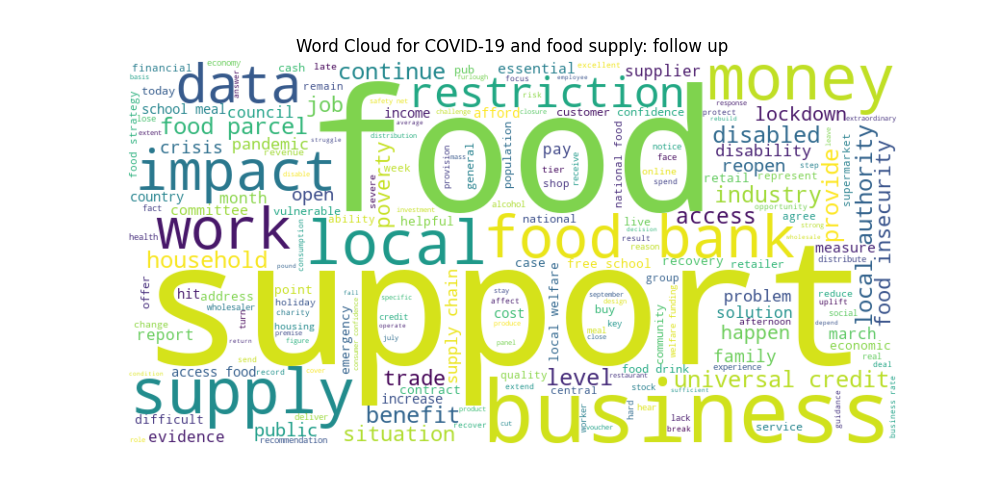 Word Cloud for COVID-19 and food supply: follow up
financial economy cash late pub essential supplier money
basis today data answer remain continue furlough focus employee excellent
food strategy school meal council job safety net restriction risk confidence response protect rebuild extraordinary
close food parcel income challenge afford customer closure lockdown
extent crisis pandemic struggle average distribution food disabled
impact revenue poverty week general population pay national food notice face disability reopen local authority supermarket leave
country disable month open severe provision mass tier receive shop online spend retail represent step provide food insecurity
fact committee vulnerable ability investment alcohol industry opportunity
health work consumption local helpful national live decision access agree strong wholesale
household food bank result reason measure
pound case free school recovery retailer distribute
offer hit address point support supply chain stay local welfare september group problem reduce
wholesaler holiday fall specific affect cost design buy community welfare funding solution uplift
turn charity credit produce key afternoon social
change housing emergency consumer confidence operate meal happen depend march
report return premise figure july panel close family economic
send food drink experience real
condition access food record cover trade quality level restaurant universal credit deal
supply contract extend central stock sufficient
increase benefit product business worker hard hear lack guidance business rate
difficult deliver recover cut voucher break service
role evidence public recommendation situation